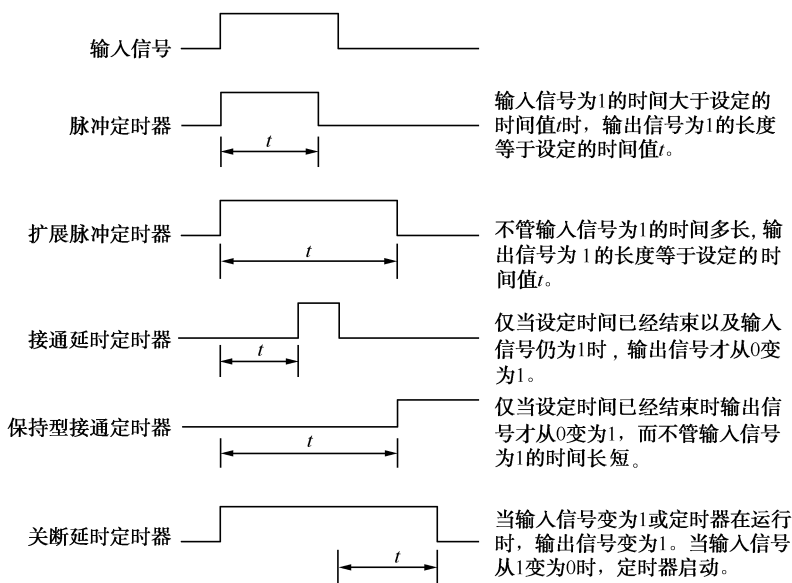 输入信号
脉冲定时器
t
输入信号为1的时间大于设定的
时间值t时，输出信号为1的长度
等于设定的时间值t。
扩展脉冲定时器
t
不管输入信号为1的时间多长,输
出信号为1的长度等于设定的时
间值t。
接通延时定时器
t
仅当设定时间已经结束以及输入
信号仍为1时,输出信号才从0变
为1。
保持型接通定时器
t
仅当设定时间已经结束时输出信
号才从0变为1，而不管输入信号
为1的时间长短。
关断延时定时器
t
当输入信号变为1或定时器在运行
时，输出信号变为1。当输入信号
从1变为0时，定时器启动。